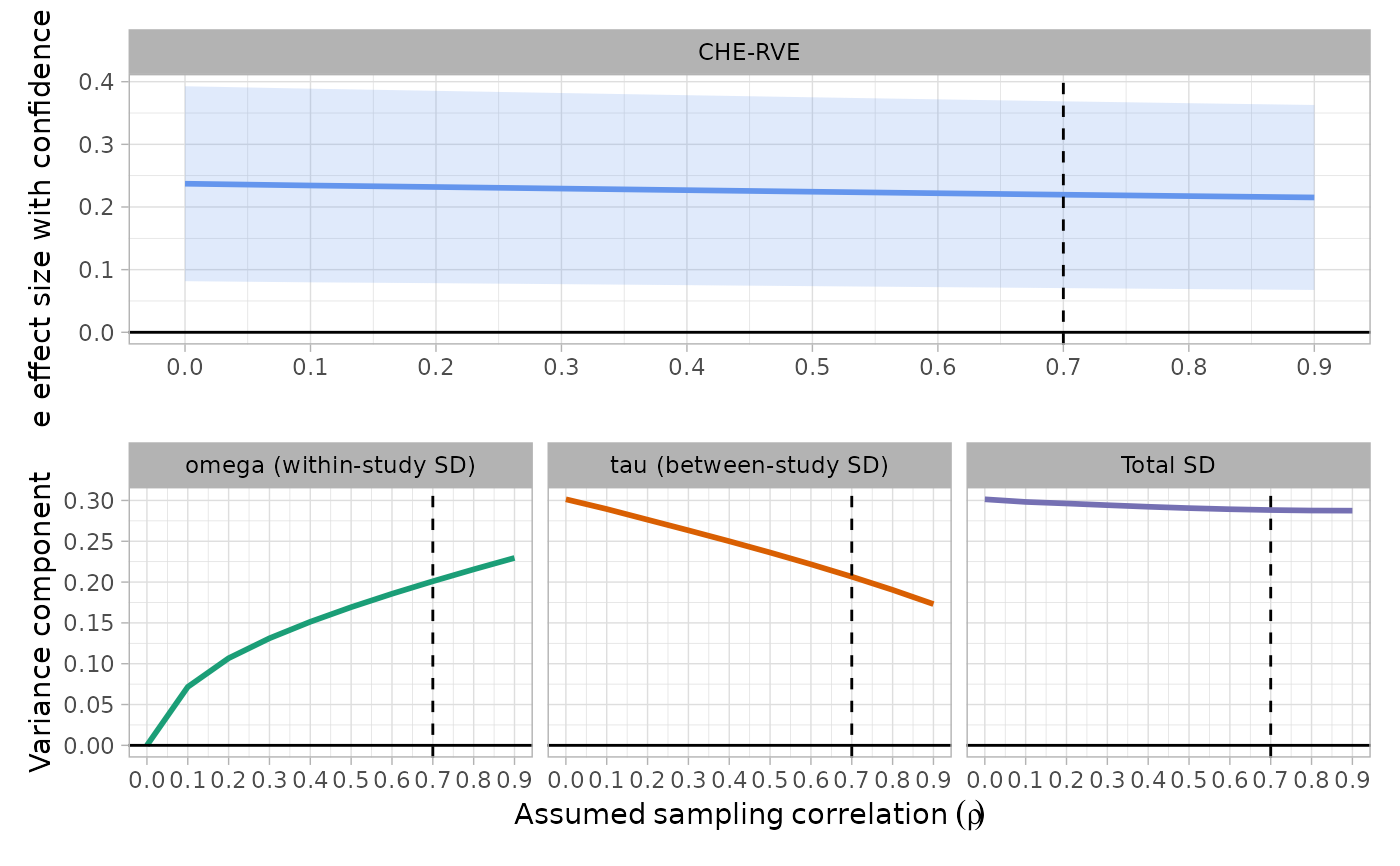 CHE-RVE
e effect size with confidence
0.4
0.3
0.2
0.1
0.0
0.0 0.1 0.2 0.3 0.4 0.5 0.6 0.7 0.8 0.9
omega (within-study SD) tau (between-study SD) Total SD
Variance component
0.30
0.25
0.20
0.15
0.10
0.05
0.00
0.0 0.1 0.2 0.3 0.4 0.5 0.6 0.7 0.8 0.9 0.0 0.1 0.2 0.3 0.4 0.5 0.6 0.7 0.8 0.9 0.0 0.1 0.2 0.3 0.4 0.5 0.6 0.7 0.8 0.9
Assumed sampling correlation (ρ)